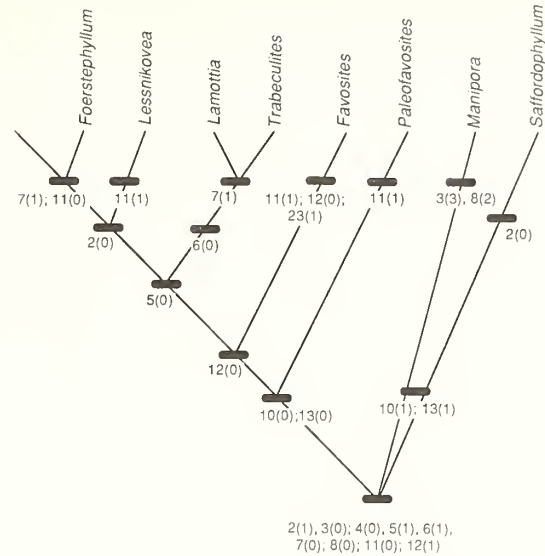 Foerstephyllum
Lessnikovea
Lamottia
Trabeculites
Favosites
Paleofavosites
Manipora
Saffordophyllum
7(1); 11(0)
11(1)
7(1)
11(1); 12(0);
23(1)
11(1)
3(3), 8(2)
2(0)
2(0)
6(0)
5(0)
12(0)
10(0);13(0)
10(1); 13(1)
2(1), 3(0); 4(0), 5(1), 6(1),
7(0); 8(0); 11(0); 12(1)